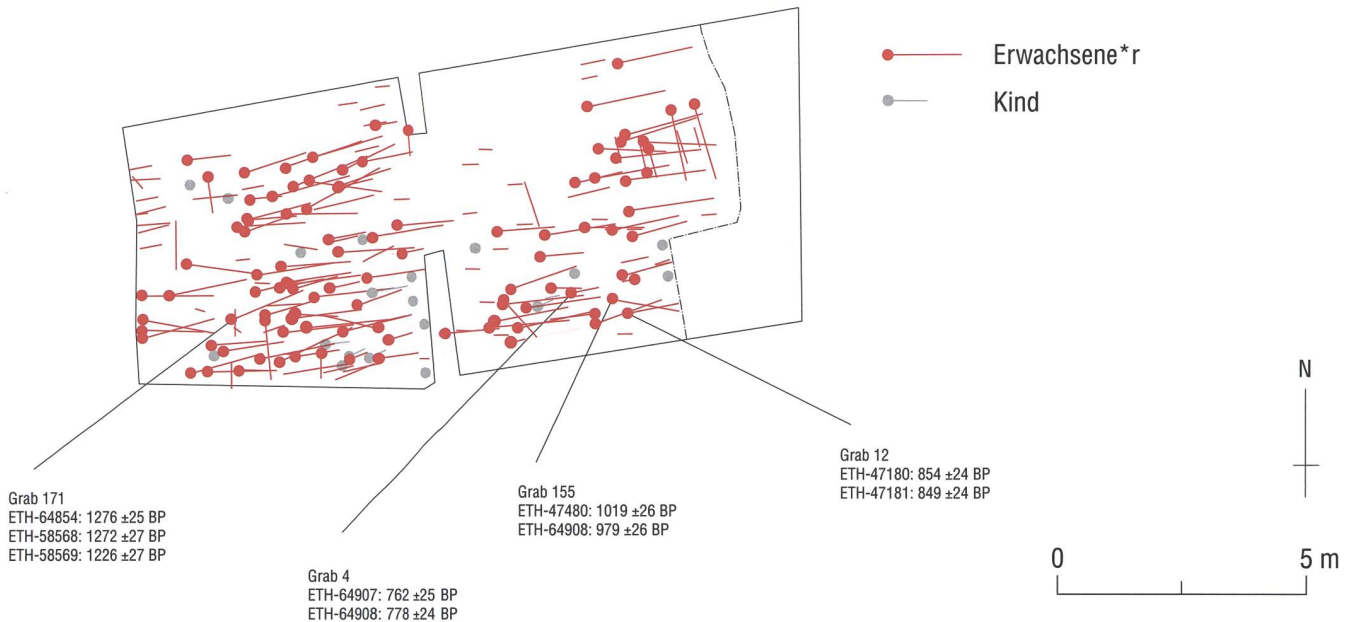 Erwachsene*r
Kind
N
Grab 12
ETH-47180: 854 ±24 BP
ETH-47181: 849 ±24 BP
Grab 171
ETH-64854: 1276 ±25 BP
ETH-58568: 1272 ±27 BP
ETH-58569: 1226 ±27 BP
Grab 155
ETH-47480: 1019 ±26 BP
ETH-64908: 979 ±26 BP
Grab 4
ETH-64907: 762 ±25 BP
ETH-64908: 778 ±24 BP
0 5 m